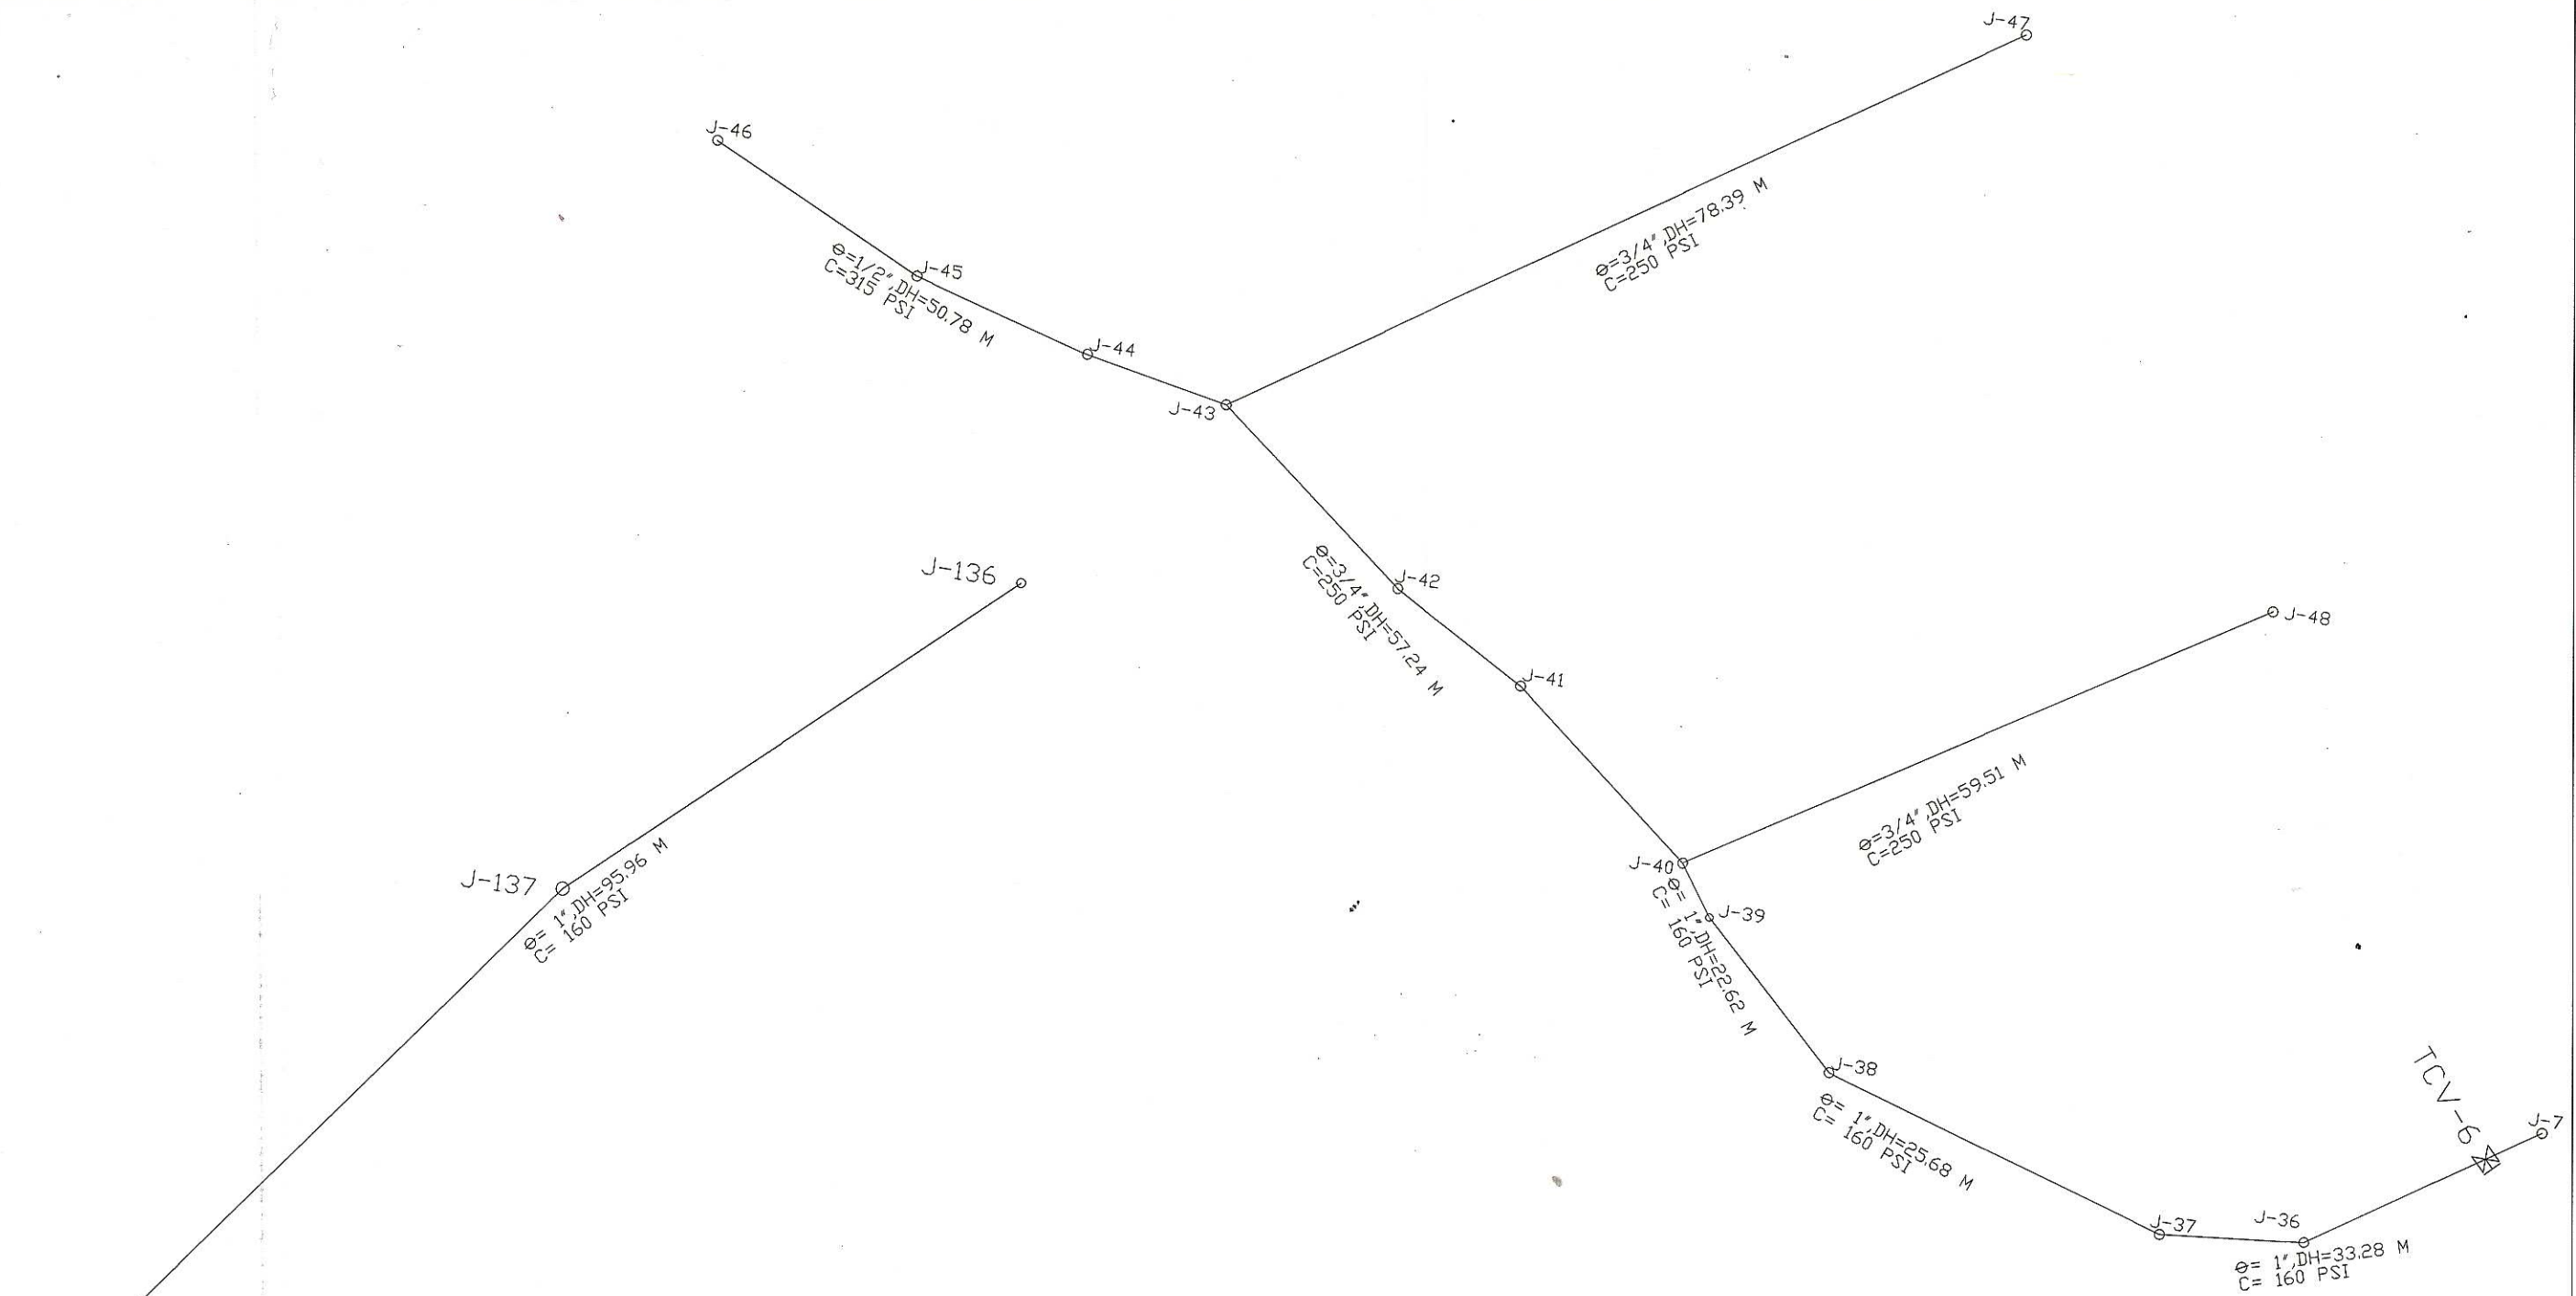 J-47
J-46
Ø=3/4",DH=78.39 M
C=250 PSI
J-45
Ø=1/2",DH=50.78 M
C=315 PSI
J-44
J-43
J-136
J-42
Ø=3/4",DH=57.24 M
C=250 PSI
J-48
J-41
Ø=3/4",DH=59.51 M
C=250 PSI
J-40
J-137
Ø= 1",DH=95.96 M
C= 160 PSI
J-39
Ø= 1",DH=22.62 M
C= 160 PSI
J-38
Ø= 1",DH=25.68 M
C= 160 PSI
TCV-6
J-7
J-37
J-36
Ø= 1",DH=33.28 M
C= 160 PSI